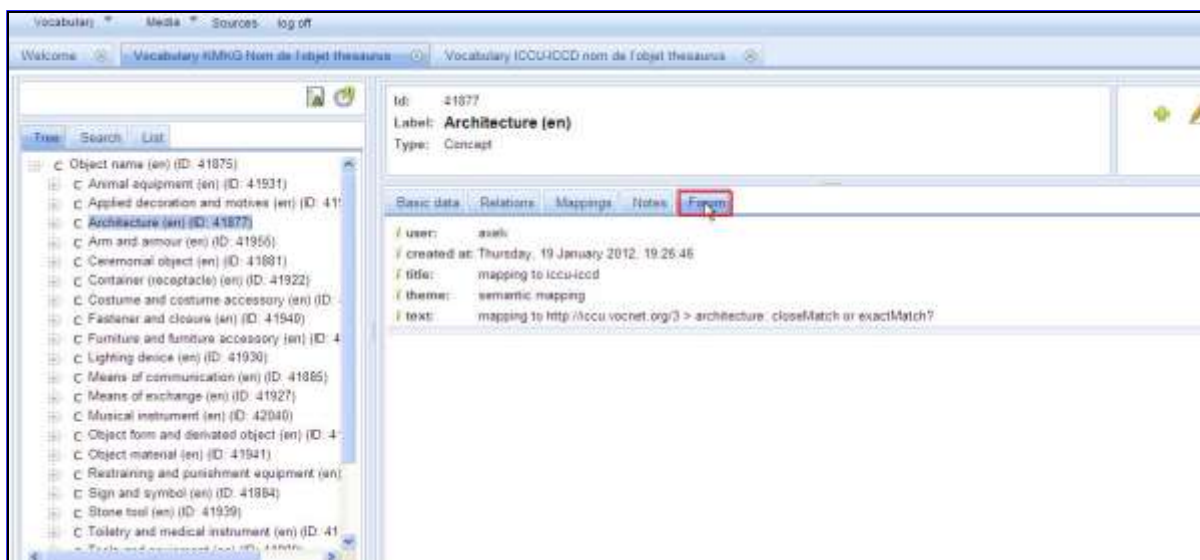 Vocabulary Media Sources log off
Welcome Vocabulary KMKG Nom de l'objet thesaurus Vocabulary ICCU-ICCD nom de l'objet thesaurus
Tree Search List
C Object name (en) (ID: 41875)
C Animal equipment (en) (ID: 41931)
C Applied decoration and motives (en) (ID: 41
C Architecture (en) (ID: 41877)
C Arm and armour (en) (ID: 41956)
C Ceremonial object (en) (ID: 41881)
C Container (receptacle) (en) (ID: 41922)
C Costume and costume accessory (en) (ID:
C Fastener and closure (en) (ID: 41940)
C Furniture and furniture accessory (en) (ID: 4
C Lighting device (en) (ID: 41930)
C Means of communication (en) (ID: 41885)
C Means of exchange (en) (ID: 41927)
C Musical instrument (en) (ID: 42040)
C Object form and derivated object (en) (ID: 4
C Object material (en) (ID: 41941)
C Restraining and punishment equipment (en)
C Sign and symbol (en) (ID: 41884)
C Stone tool (en) (ID: 41939)
C Toiletry and medical instrument (en) (ID: 41
Id: 41877
Label: Architecture (en)
Type: Concept
Basic data Relations Mappings Notes Forum
i user: axelv
i created at: Thursday, 19 January 2012, 19:26:46
i title: mapping to iccu-iccd
i theme: semantic mapping
i text: mapping to http://iccu.vocnet.org/3 > architecture: closeMatch or exactMatch?